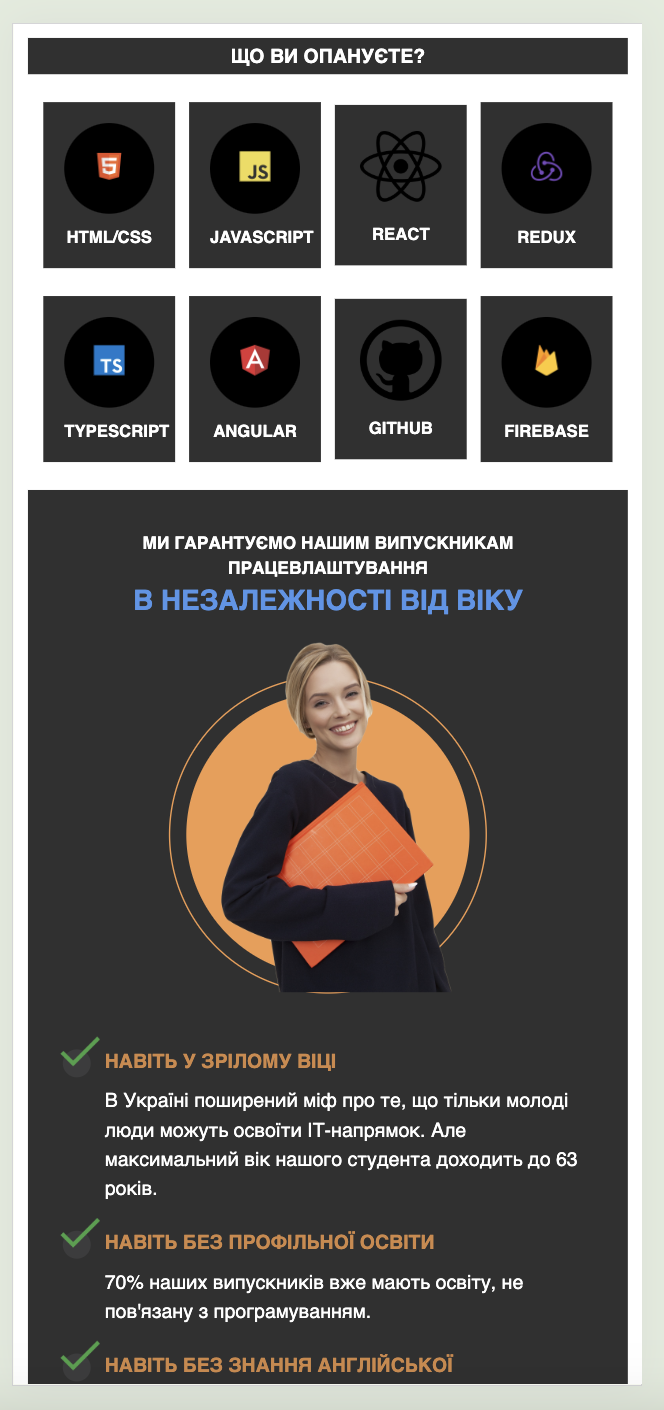 ЩО ВИ ОПАНУЄТЕ?
5
JS
HTML/CSS
JAVASCRIPT
REACT
REDUX
TS
A
TYPESCRIPT
ANGULAR
GITHUB
FIREBASE
МИ ГАРАНТУЄМО НАШИМ ВИПУСКНИКАМ
ПРАЦЕВЛАШТУВАННЯ
В НЕЗАЛЕЖНОСТІ ВІД ВІКУ
НАВІТЬ У ЗРІЛОМУ ВІЦІ
В Україні поширений міф про те, що тільки молоді
люди можуть освоїти ІТ-напрямок. Але
максимальний вік нашого студента доходить до 63
років.
НАВІТЬ БЕЗ ПРОФІЛЬНОЇ ОСВІТИ
70% наших випускників вже мають освіту, не
пов'язану з програмуванням.
НАВІТЬ БЕЗ ЗНАННЯ АНГЛІЙСЬКОЇ